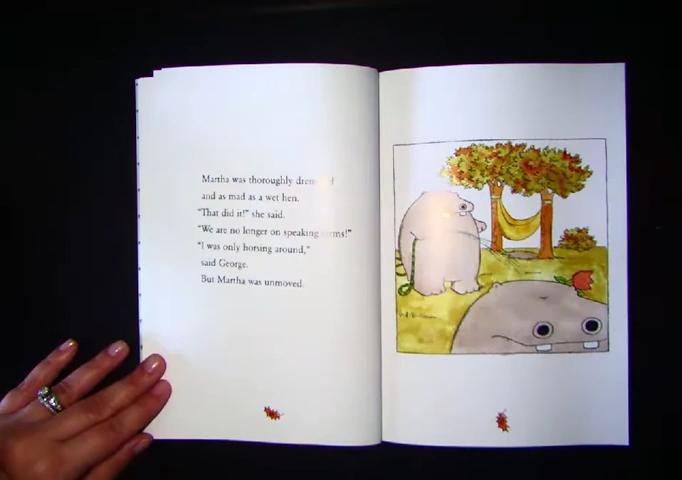 Martha was thoroughly
and as mad as a wet hen.
"That did it!" she said.
"We are no longer on speaking terms!"
"I was only horsing around,"
said George.
But Martha was unmoved.